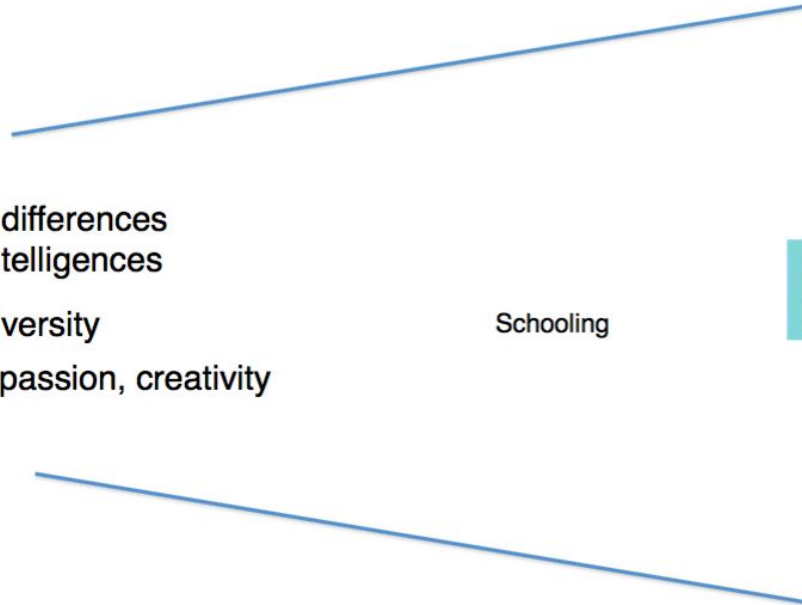 differences
telligences
versity
passion, creativity
Schooling